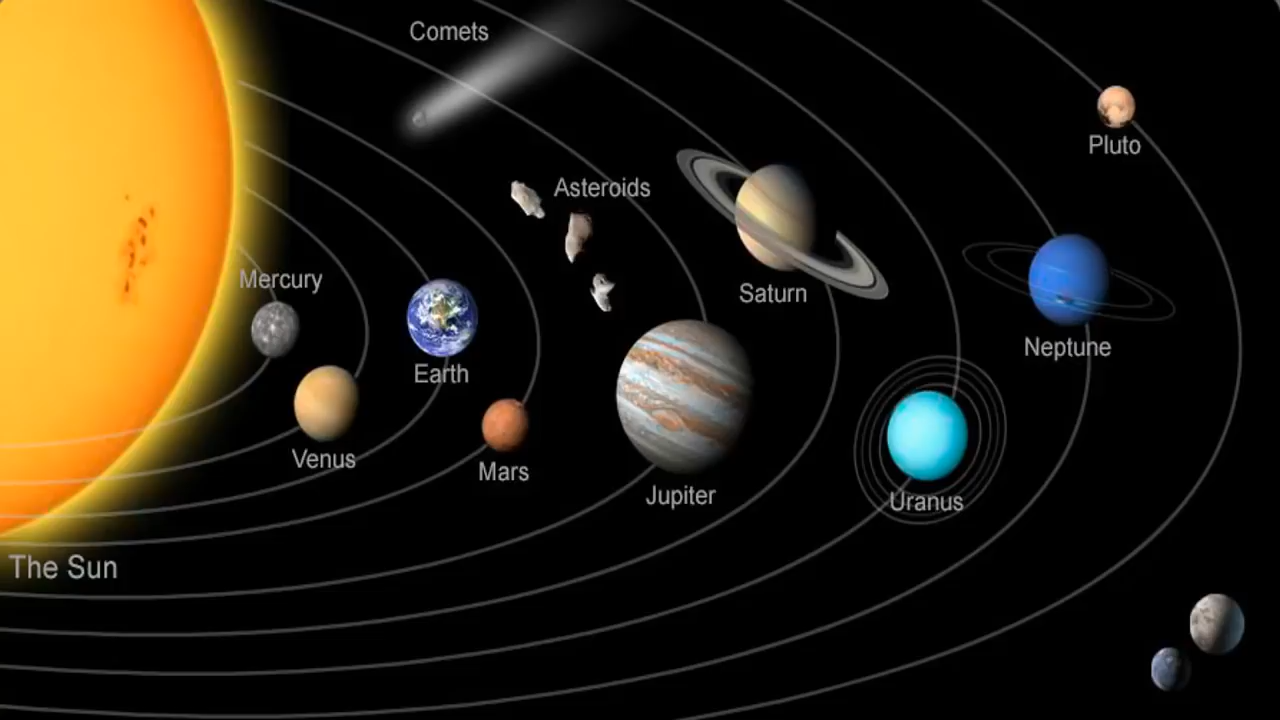 Comets
Pluto
Asteroids
Mercury
Saturn
Neptune
Earth
Venus
Mars
Jupiter
Uranus
The Sun